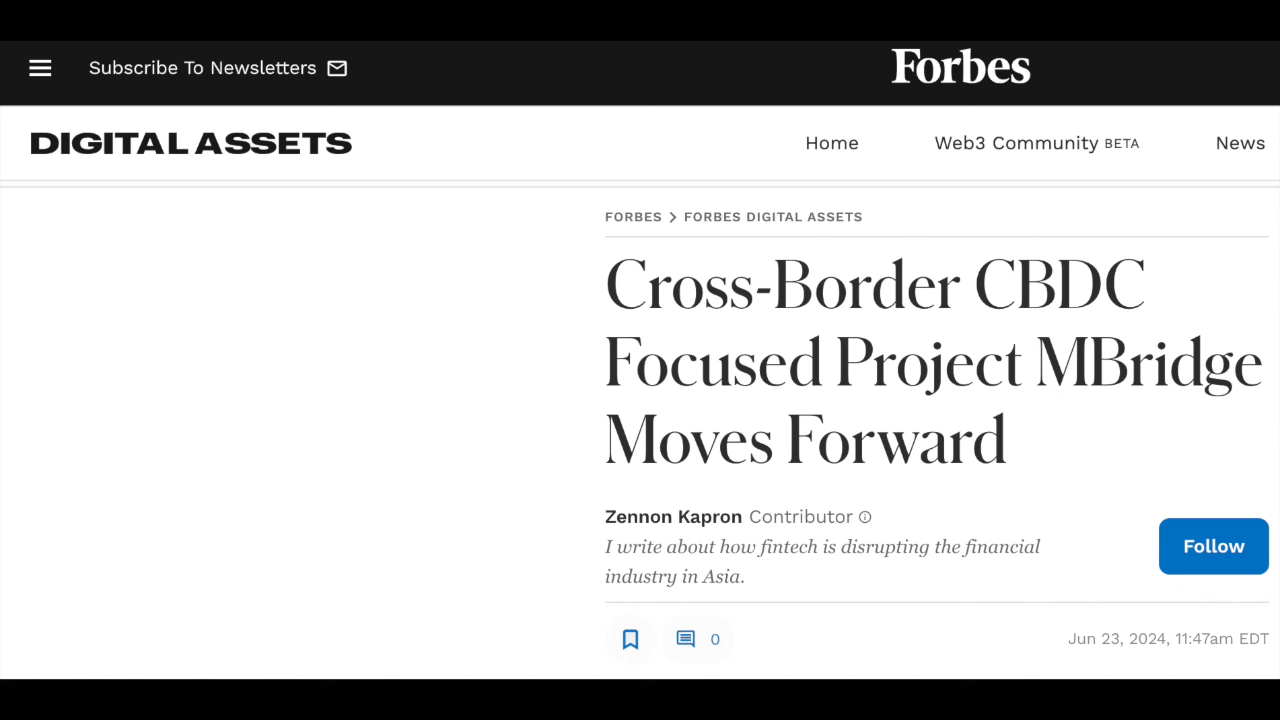 Subscribe To Newsletters
Forbes
DIGITAL ASSETS
Home
Web3 Community BETA
News
FORBES > FORBES DIGITAL ASSETS
Cross-Border CBDC
Focused Project MBridge
Moves Forward
Zennon Kapron Contributor
I write about how fintech is disrupting the financial
industry in Asia.
Follow
0
Jun 23, 2024, 11:47am EDT